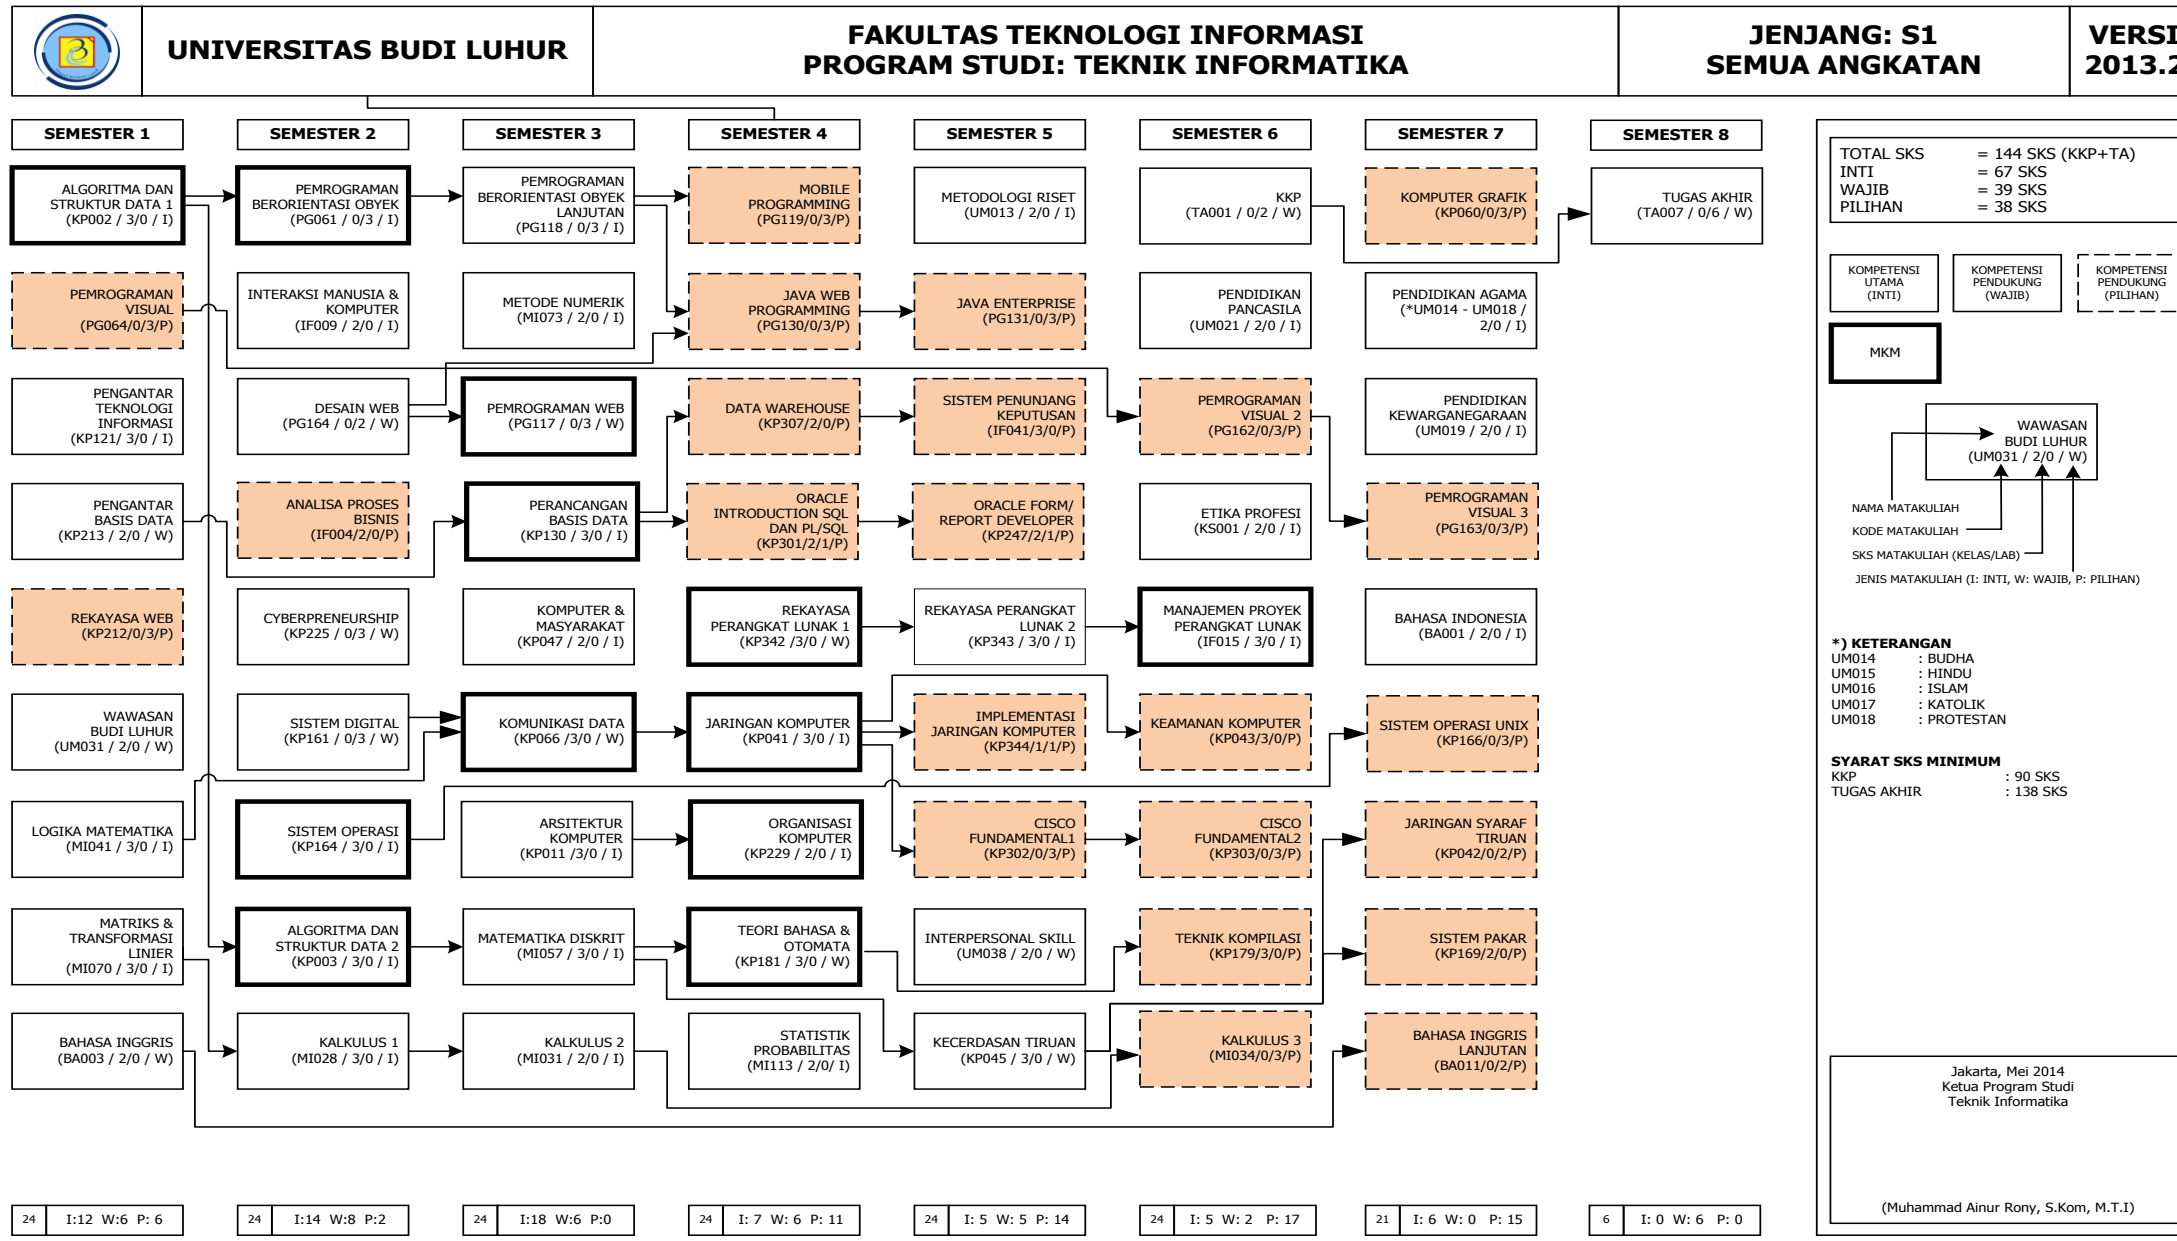 UNIVERSITAS BUDI LUHUR
FAKULTAS TEKNOLOGI INFORMASI
PROGRAM STUDI: TEKNIK INFORMATIKA
JENJANG: S1
SEMUA ANGKATAN
VERSI
2013.2
SEMESTER 1
SEMESTER 2
SEMESTER 3
SEMESTER 4
SEMESTER 5
SEMESTER 6
SEMESTER 7
SEMESTER 8
ALGORITMA DAN
STRUKTUR DATA 1
(KP002 / 3/0 / I)
PEMROGRAMAN
BERORIENTASI OBYEK
(PG061 / 0/3 / I)
PEMROGRAMAN
BERORIENTASI OBYEK
LANJUTAN
(PG118 / 0/3 / I)
MOBILE
PROGRAMMING
(PG119/0/3/P)
METODOLOGI RISET
(UM013 / 2/0 / I)
KKP
(TA001 / 0/2 / W)
KOMPUTER GRAFIK
(KP060/0/3/P)
TUGAS AKHIR
(TA007 / 0/6 / W)
PEMROGRAMAN
VISUAL
(PG064/0/3/P)
INTERAKSI MANUSIA &
KOMPUTER
(IF009 / 2/0 / I)
METODE NUMERIK
(MI073 / 2/0 / I)
JAVA WEB
PROGRAMMING
(PG130/0/3/P)
JAVA ENTERPRISE
(PG131/0/3/P)
PENDIDIKAN
PANCASILA
(UM021 / 2/0 / I)
PENDIDIKAN AGAMA
(*UM014 - UM018 /
2/0 / I)
PENGANTAR
TEKNOLOGI
INFORMASI
(KP121/ 3/0 / I)
DESAIN WEB
(PG164 / 0/2 / W)
PEMROGRAMAN WEB
(PG117 / 0/3 / W)
DATA WAREHOUSE
(KP307/2/0/P)
SISTEM PENUNJANG
KEPUTUSAN
(IF041/3/0/P)
PEMROGRAMAN
VISUAL 2
(PG162/0/3/P)
PENDIDIKAN
KEWARGANEGARAAN
(UM019 / 2/0 / I)
PENGANTAR
BASIS DATA
(KP213 / 2/0 / W)
ANALISA PROSES
BISNIS
(IF004/2/0/P)
PERANCANGAN
BASIS DATA
(KP130 / 3/0 / I)
ORACLE
INTRODUCTION SQL
DAN PL/SQL
(KP301/2/1/P)
ORACLE FORM/
REPORT DEVELOPER
(KP247/2/1/P)
ETIKA PROFESI
(KS001 / 2/0 / I)
PEMROGRAMAN
VISUAL 3
(PG163/0/3/P)
REKAYASA WEB
(KP212/0/3/P)
CYBERPRENEURSHIP
(KP225 / 0/3 / W)
KOMPUTER &
MASYARAKAT
(KP047 / 2/0 / I)
REKAYASA
PERANGKAT LUNAK 1
(KP342 /3/0 / W)
REKAYASA PERANGKAT
LUNAK 2
(KP343 / 3/0 / I)
MANAJEMEN PROYEK
PERANGKAT LUNAK
(IF015 / 3/0 / I)
BAHASA INDONESIA
(BA001 / 2/0 / I)
WAWASAN
BUDI LUHUR
(UM031 / 2/0 / W)
SISTEM DIGITAL
(KP161 / 0/3 / W)
KOMUNIKASI DATA
(KP066 /3/0 / W)
JARINGAN KOMPUTER
(KP041 / 3/0 / I)
IMPLEMENTASI
JARINGAN KOMPUTER
(KP344/1/1/P)
KEAMANAN KOMPUTER
(KP043/3/0/P)
SISTEM OPERASI UNIX
(KP166/0/3/P)
LOGIKA MATEMATIKA
(MI041 / 3/0 / I)
SISTEM OPERASI
(KP164 / 3/0 / I)
ARSITEKTUR
KOMPUTER
(KP011 /3/0 / I)
ORGANISASI
KOMPUTER
(KP229 / 2/0 / I)
CISCO
FUNDAMENTAL1
(KP302/0/3/P)
CISCO
FUNDAMENTAL2
(KP303/0/3/P)
JARINGAN SYARAF
TIRUAN
(KP042/0/2/P)
MATRIKS &
TRANSFORMASI
LINIER
(MI070 / 3/0 / I)
ALGORITMA DAN
STRUKTUR DATA 2
(KP003 / 3/0 / I)
MATEMATIKA DISKRIT
(MI057 / 3/0 / I)
TEORI BAHASA &
OTOMATA
(KP181 / 3/0 / W)
INTERPERSONAL SKILL
(UM038 / 2/0 / W)
TEKNIK KOMPILASI
(KP179/3/0/P)
SISTEM PAKAR
(KP169/2/0/P)
BAHASA INGGRIS
(BA003 / 2/0 / W)
KALKULUS 1
(MI028 / 3/0 / I)
KALKULUS 2
(MI031 / 2/0 / I)
STATISTIK
PROBABILITAS
(MI113 / 2/0/ I)
KECERDASAN TIRUAN
(KP045 / 3/0 / W)
KALKULUS 3
(MI034/0/3/P)
BAHASA INGGRIS
LANJUTAN
(BA011/0/2/P)
24 I:12 W:6 P: 6
24 I:14 W:8 P:2
24 I:18 W:6 P:0
24 I: 7 W: 6 P: 11
24 I: 5 W: 5 P: 14
24 I: 5 W: 2 P: 17
21 I: 6 W: 0 P: 15
6 I: 0 W: 6 P: 0
TOTAL SKS = 144 SKS (KKP+TA)
INTI = 67 SKS
WAJIB = 39 SKS
PILIHAN = 38 SKS
KOMPETENSI
UTAMA
(INTI)
KOMPETENSI
PENDUKUNG
(WAJIB)
KOMPETENSI
PENDUKUNG
(PILIHAN)
MKM
WAWASAN
BUDI LUHUR
(UM031 / 2/0 / W)
NAMA MATAKULIAH
KODE MATAKULIAH
SKS MATAKULIAH (KELAS/LAB)
JENIS MATAKULIAH (I: INTI, W: WAJIB, P: PILIHAN)
*) KETERANGAN
UM014 : BUDHA
UM015 : HINDU
UM016 : ISLAM
UM017 : KATOLIK
UM018 : PROTESTAN
SYARAT SKS MINIMUM
KKP : 90 SKS
TUGAS AKHIR : 138 SKS
Jakarta, Mei 2014
Ketua Program Studi
Teknik Informatika
(Muhammad Ainur Rony, S.Kom, M.T.I)